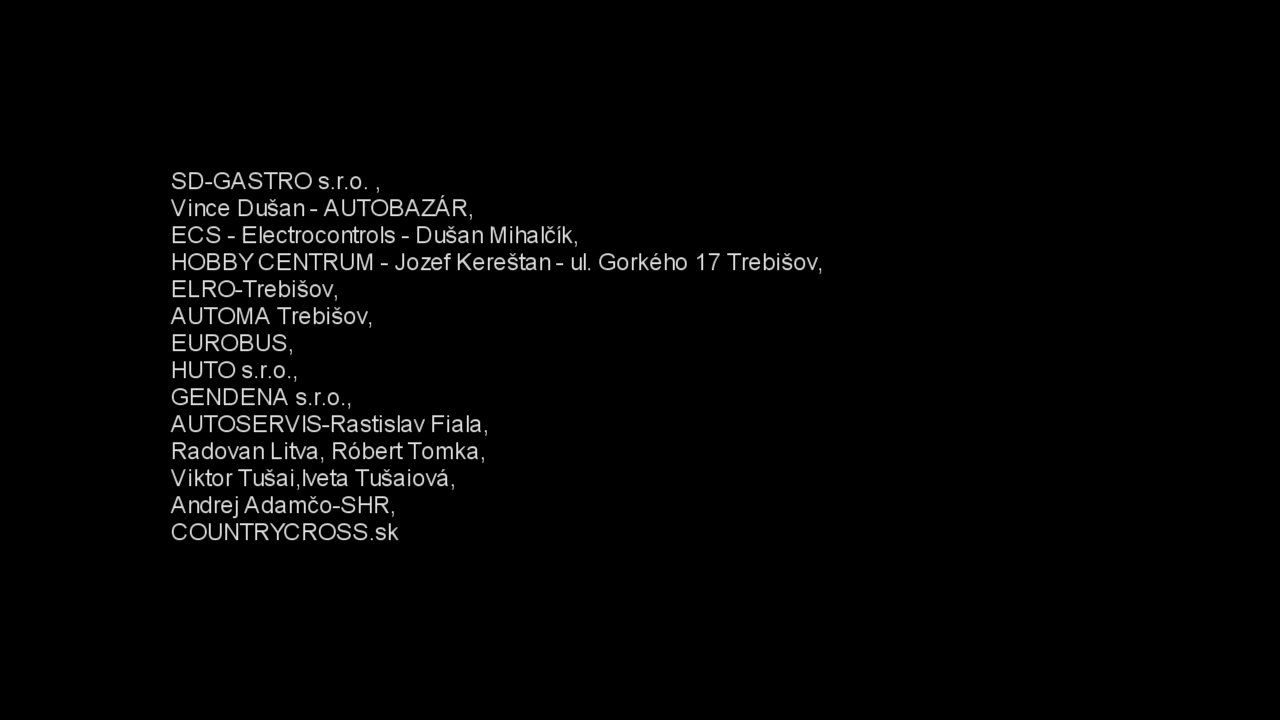 SD-GASTRO s.r.o. ,
Vince Dušan - AUTOBAZÁR,
ECS - Electrocontrols - Dušan Mihalčík,
HOBBY CENTRUM - Jozef Kereštan - ul. Gorkého 17 Trebišov,
ELRO-Trebišov,
AUTOMA Trebišov,
EUROBUS,
HUTO s.r.o.,
GENDENA s.r.o.,
AUTOSERVIS-Rastislav Fiala,
Radovan Litva, Róbert Tomka,
Viktor Tušai,Iveta Tušaiová,
Andrej Adamčo-SHR,
COUNTRYCROSS.sk